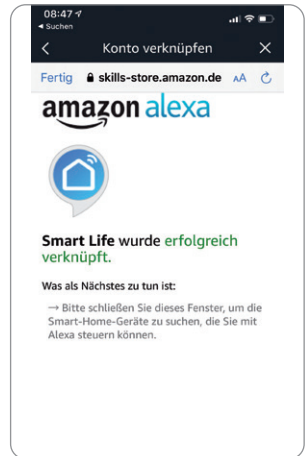 08:47
◀ Suchen
Konto verknüpfen
Fertig skills-store.amazon.de AA
amazon alexa
Smart Life wurde erfolgreich
verknüpft.
Was als Nächstes zu tun ist:
→ Bitte schließen Sie dieses Fenster, um die
Smart-Home-Geräte zu suchen, die Sie mit
Alexa steuern können.